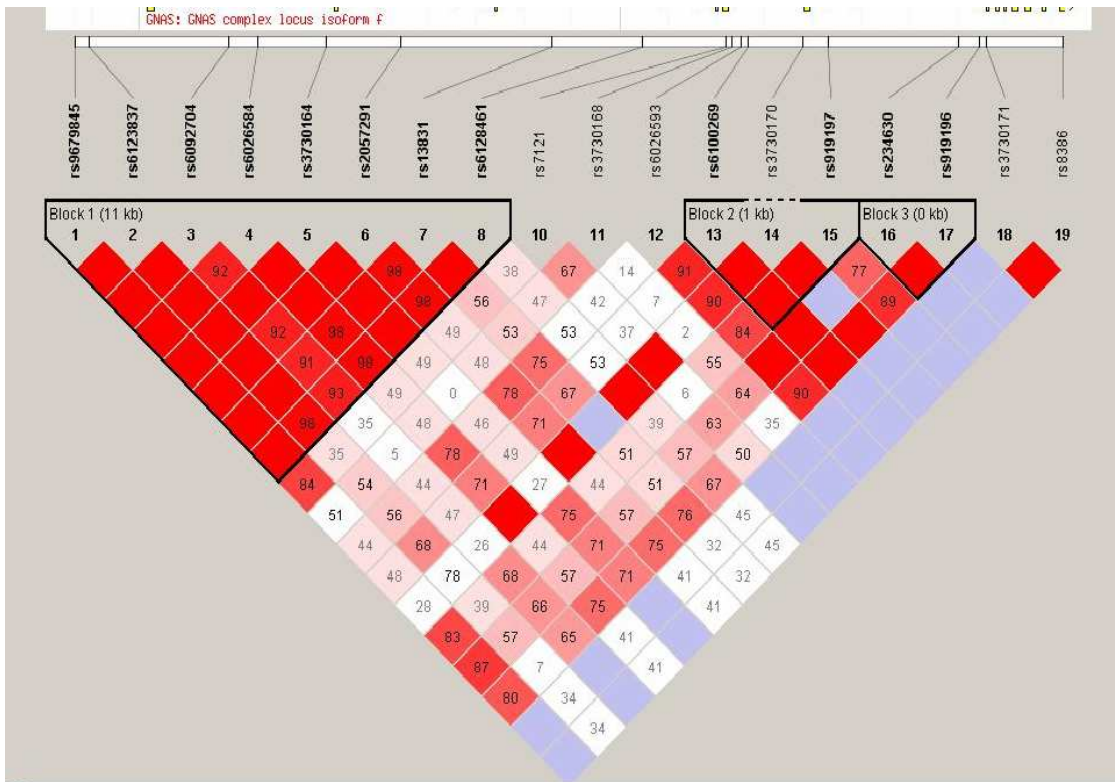 GNAS: GNAS complex locus isoform f
rs9679845
rs6123837
rs6092704
rs6026584
rs3730164
rs2057291
rs13831
rs6128461
rs7121
rs3730168
rs6026593
rs6100269
rs3730170
rs919197
rs234630
rs919196
rs3730171
rs8386
Block 1 (11 kb) Block 2 (1 kb) Block 3 (0 kb)
1 2 3 4 5 6 7 8 10 11 12 13 14 15 16 17 18 19
92 98 38 67 14 91 77
98 56 47 42 7 90 89
92 98 49 53 53 37 2 84
91 98 49 48 75 53 55
93 49 0 78 67 6 64 90
98 35 48 46 71 39 63 35
35 5 78 49 51 57 50
84 54 44 71 27 44 51 67
51 56 47 75 57 76 45
44 68 26 44 71 75 32 45
48 78 68 57 71 41 32
28 39 66 75 41
83 57 65 41
87 7 41
80 34
34